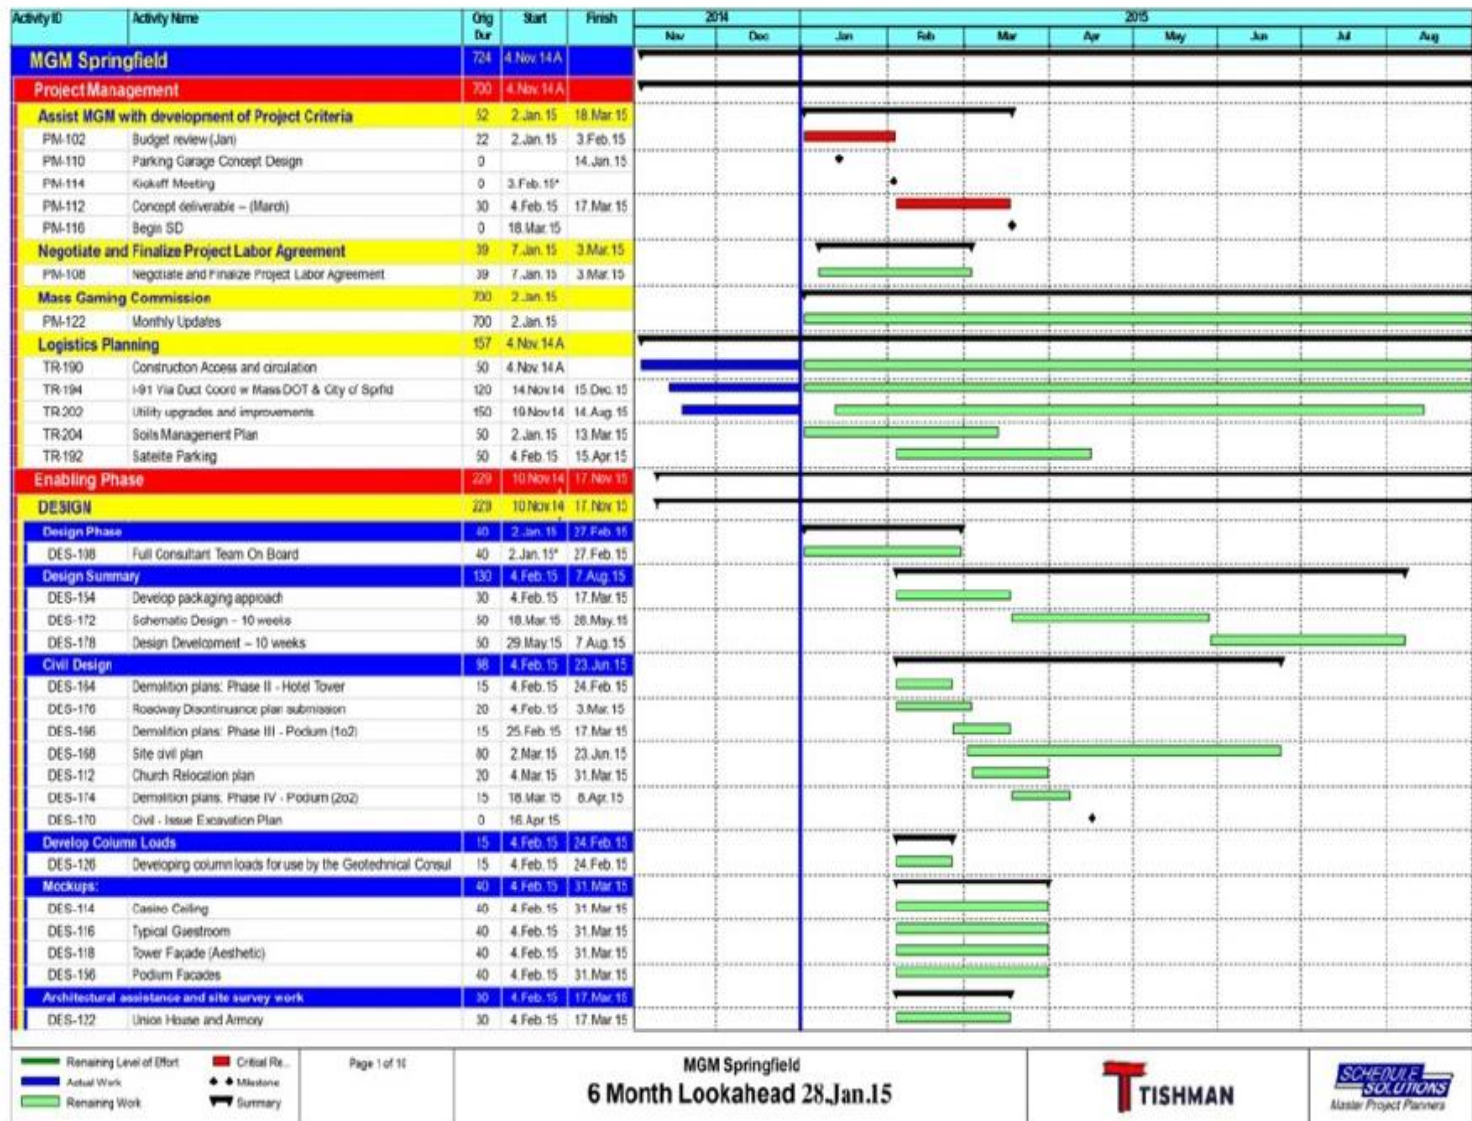 Activity ID Activity Name Orig Dur Start Finish 2014 2015
Nov Dec Jan Feb Mar Apr May Jun Jul Aug
MGM Springfield 724 4.Nov.14 A
Project Management 700 4.Nov.14 A
Assist MGM with development of Project Criteria 52 2.Jan.15 18.Mar.15
PM-102 Budget review (Jan) 22 2.Jan.15 3.Feb.15
PM-110 Parking Garage Concept Design 0 14.Jan.15
PM-114 Kickoff Meeting 0 3.Feb.15*
PM-112 Concept deliverable – (March) 30 4.Feb.15 17.Mar.15
PM-116 Begin SD 0 18.Mar.15
Negotiate and Finalize Project Labor Agreement 39 7.Jan.15 3.Mar.15
PM-108 Negotiate and Finalize Project Labor Agreement 39 7.Jan.15 3.Mar.15
Mass Gaming Commission 700 2.Jan.15
PM-122 Monthly Updates 700 2.Jan.15
Logistics Planning 157 4.Nov.14 A
TR-190 Construction Access and circulation 50 4.Nov.14 A
TR-194 I-91 Via Duct Coord w Mass DOT & City of Sprfld 120 14.Nov.14 15.Dec.15
TR-202 Utility upgrades and improvements 150 19.Nov.14 14.Aug.15
TR-204 Soils Management Plan 50 2.Jan.15 13.Mar.15
TR-192 Satelite Parking 50 4.Feb.15 15.Apr.15
Enabling Phase 229 10.Nov.14 17.Nov.15
DESIGN 229 10.Nov.14 17.Nov.15
Design Phase 40 2.Jan.15 27.Feb.15
DES-108 Full Consultant Team On Board 40 2.Jan.15* 27.Feb.15
Design Summary 130 4.Feb.15 7.Aug.15
DES-154 Develop packaging approach 30 4.Feb.15 17.Mar.15
DES-172 Schematic Design – 10 weeks 50 18.Mar.15 28.May.15
DES-178 Design Development – 10 weeks 50 29.May.15 7.Aug.15
Civil Design 98 4.Feb.15 23.Jun.15
DES-164 Demolition plans: Phase II - Hotel Tower 15 4.Feb.15 24.Feb.15
DES-176 Roadway Discontinuance plan submission 20 4.Feb.15 3.Mar.15
DES-166 Demolition plans: Phase III - Podium (1o2) 15 25.Feb.15 17.Mar.15
DES-168 Site civil plan 80 2.Mar.15 23.Jun.15
DES-112 Church Relocation plan 20 4.Mar.15 31.Mar.15
DES-174 Demolition plans: Phase IV - Podium (2o2) 15 18.Mar.15 8.Apr.15
DES-170 Civil - Issue Excavation Plan 0 16.Apr.15
Develop Column Loads 15 4.Feb.15 24.Feb.15
DES-126 Developing column loads for use by the Geotechnical Consul 15 4.Feb.15 24.Feb.15
Mockups: 40 4.Feb.15 31.Mar.15
DES-114 Casino Ceiling 40 4.Feb.15 31.Mar.15
DES-116 Typical Guestroom 40 4.Feb.15 31.Mar.15
DES-118 Tower Façade (Aesthetic) 40 4.Feb.15 31.Mar.15
DES-156 Podium Facades 40 4.Feb.15 31.Mar.15
Architectural assistance and site survey work 30 4.Feb.15 17.Mar.15
DES-122 Union House and Armory 30 4.Feb.15 17.Mar.15
Remaining Level of Effort Critical Re...
Actual Work Milestone
Remaining Work Summary
Page 1 of 16
MGM Springfield
6 Month Lookahead 28.Jan.15
TISHMAN
SCHEDULE
SOLUTIONS
Master Project Planners